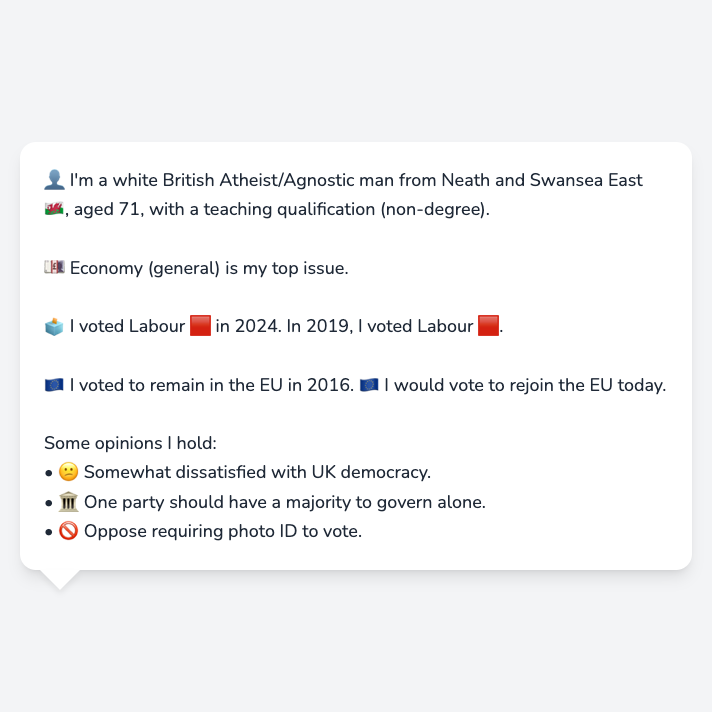 👤 I'm a white British Atheist/Agnostic man from Neath and Swansea East
🏴󠁧󠁢󠁷󠁬󠁳󠁿, aged 71, with a teaching qualification (non-degree).
💷 Economy (general) is my top issue.
🗳️ I voted Labour 🟥 in 2024. In 2019, I voted Labour 🟥.
🇪🇺 I voted to remain in the EU in 2016. 🇪🇺 I would vote to rejoin the EU today.
Some opinions I hold:
• 😕 Somewhat dissatisfied with UK democracy.
• 🏛️ One party should have a majority to govern alone.
• 🚫 Oppose requiring photo ID to vote.